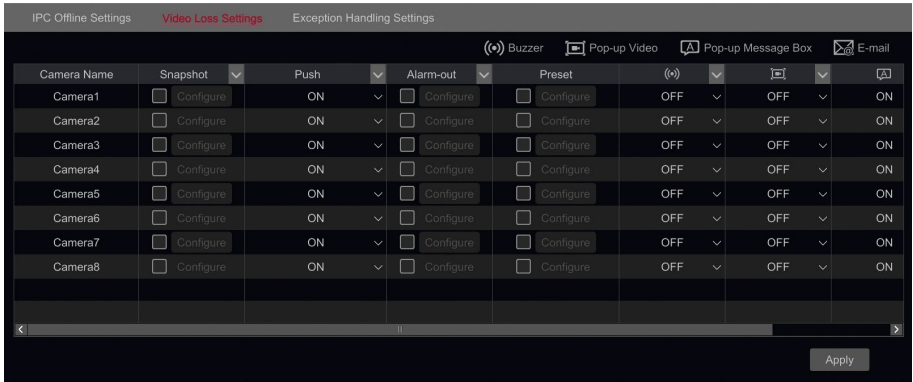 IPC Offline Settings Video Loss Settings Exception Handling Settings
Buzzer Pop-up Video Pop-up Message Box E-mail
Camera Name Snapshot Push Alarm-out Preset
Camera1 Configure ON Configure Configure OFF OFF ON
Camera2 Configure ON Configure Configure OFF OFF ON
Camera3 Configure ON Configure Configure OFF OFF ON
Camera4 Configure ON Configure Configure OFF OFF ON
Camera5 Configure ON Configure Configure OFF OFF ON
Camera6 Configure ON Configure Configure OFF OFF ON
Camera7 Configure ON Configure Configure OFF OFF ON
Camera8 Configure ON Configure Configure OFF OFF ON
Apply